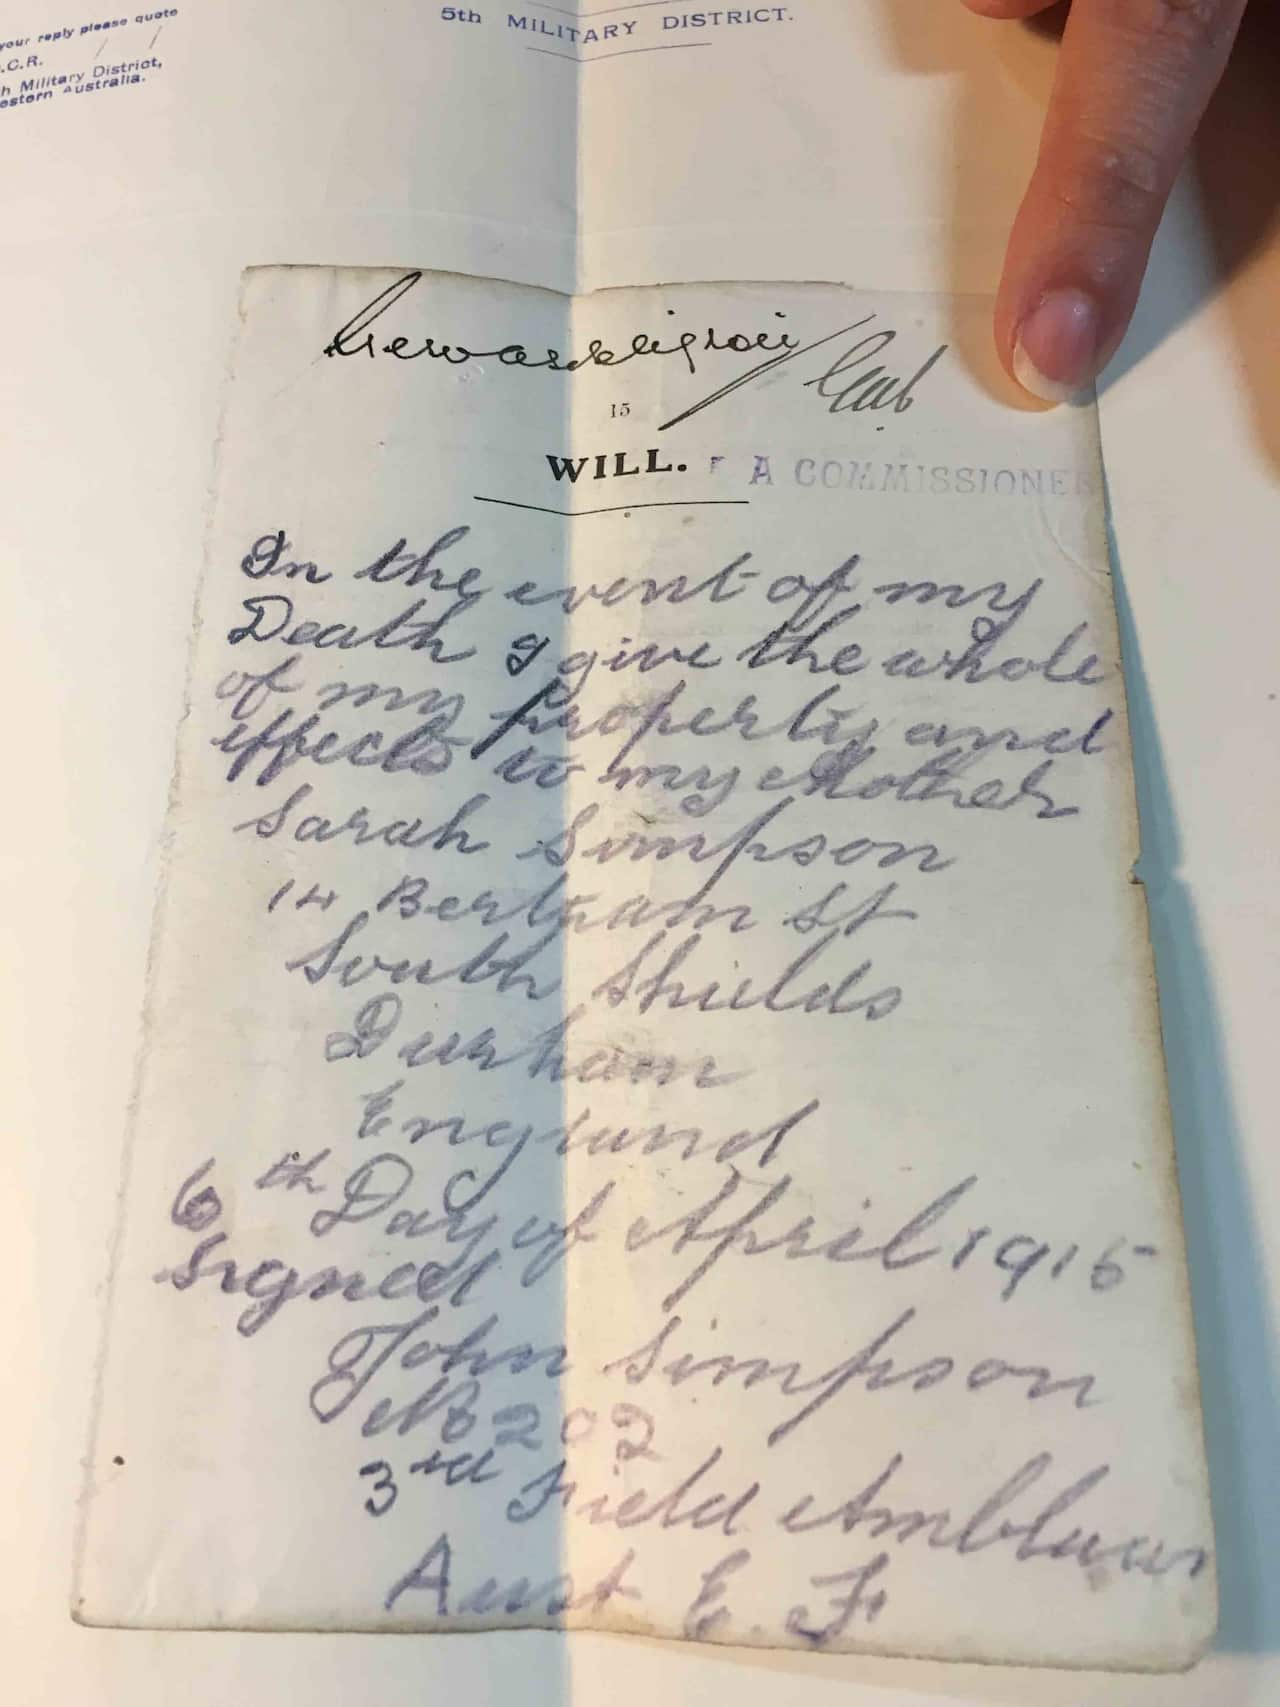 5th MILITARY DISTRICT.
your reply please quote
.C.R. / /
h Military District,
estern Australia.
15
WILL.
A COMMISSIONER
In the event of my
Death I give the whole
of my property and
effects to my Mother
Sarah Simpson
14 Bertram St
South Shields
Durham
England
6th Day of April 1915
Signed
John Simpson
No 202
3rd Field
Aust E. F